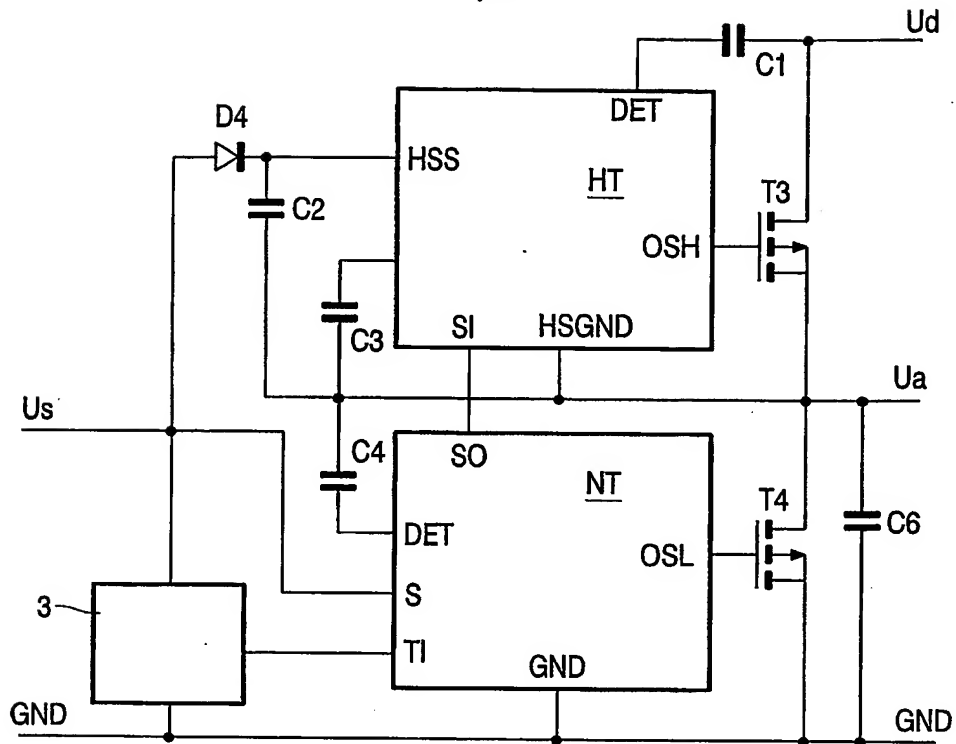 Ud
C1
DET
D4
HSS
HT
C2
T3
OSH
C3
SI
HSGND
Us
Ua
C4
SO
NT
T4
C6
DET
OSL
S
3
TI
GND
GND
GND